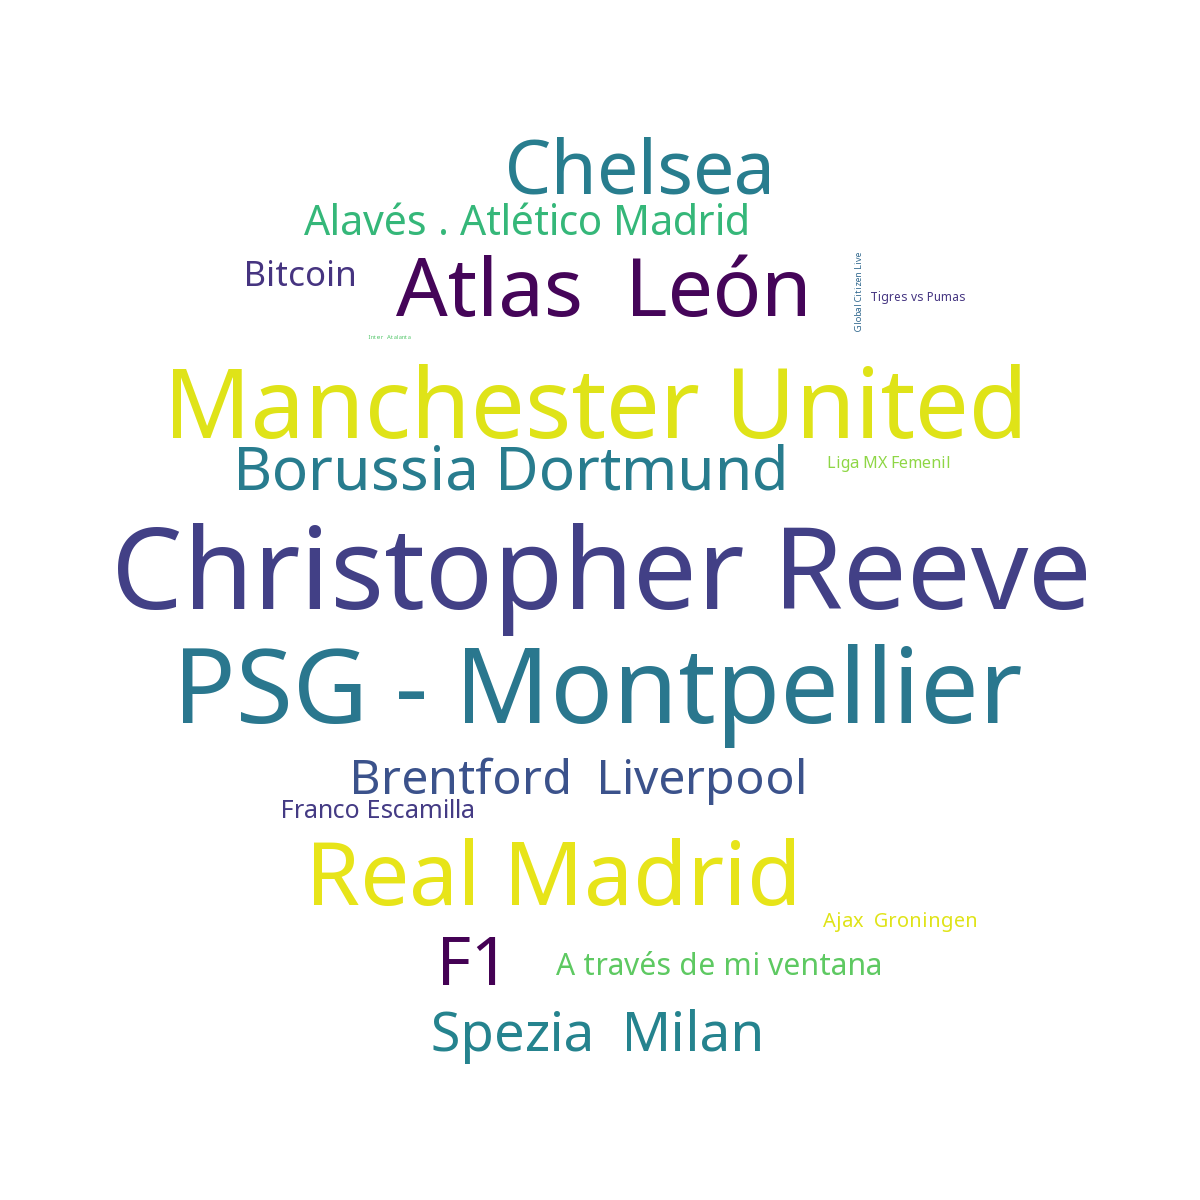 Chelsea
Alavés . Atlético Madrid
Bitcoin
Atlas León
Global Citizen Live
Tigres vs Pumas
Inter Atalanta
Manchester United
Borussia Dortmund
Liga MX Femenil
Christopher Reeve
PSG - Montpellier
Brentford Liverpool
Franco Escamilla
Real Madrid
Ajax Groningen
F1
A través de mi ventana
Spezia Milan